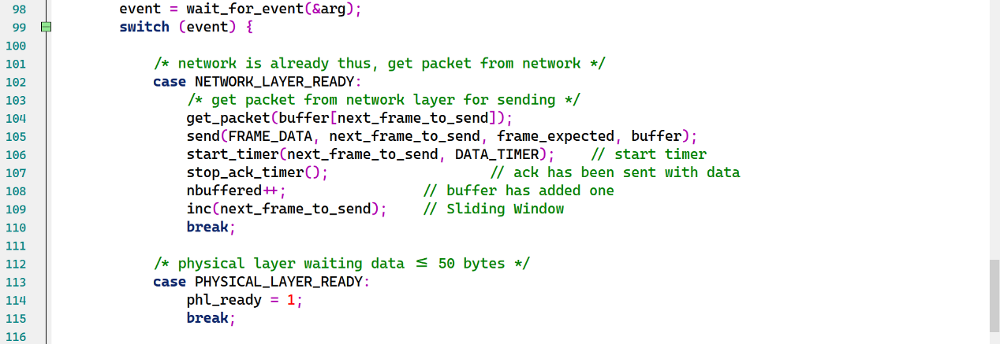 98 event = wait_for_event(&arg);
99 switch (event) {
100
101 /* network is already thus, get packet from network */
102 case NETWORK_LAYER_READY:
103 /* get packet from network layer for sending */
104 get_packet(buffer[next_frame_to_send]);
105 send(FRAME_DATA, next_frame_to_send, frame_expected, buffer);
106 start_timer(next_frame_to_send, DATA_TIMER); // start timer
107 stop_ack_timer(); // ack has been sent with data
108 nbuffered++; // buffer has added one
109 inc(next_frame_to_send); // Sliding Window
110 break;
111
112 /* physical layer waiting data ≤ 50 bytes */
113 case PHYSICAL_LAYER_READY:
114 phl_ready = 1;
115 break;
116